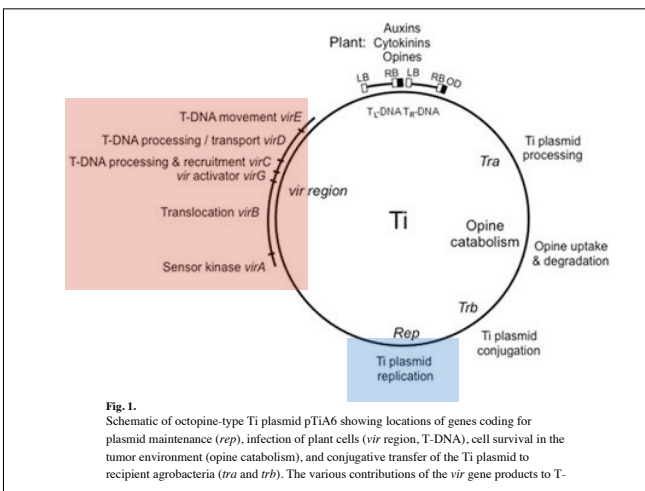 Auxins
Plant: Cytokinins
Opines
LB RB LB RB OD
TL-DNA TR-DNA
T-DNA movement virE
T-DNA processing / transport virD
T-DNA processing & recruitment virC
vir activator virG
vir region
Translocation virB
Sensor kinase virA
Ti
Tra
Ti plasmid
processing
Opine
catabolism
Opine uptake
& degradation
Trb
Ti plasmid
conjugation
Rep
Ti plasmid
replication
Fig. 1.
Schematic of octopine-type Ti plasmid pTiA6 showing locations of genes coding for
plasmid maintenance (rep), infection of plant cells (vir region, T-DNA), cell survival in the
tumor environment (opine catabolism), and conjugative transfer of the Ti plasmid to
recipient agrobacteria (tra and trb). The various contributions of the vir gene products to T-